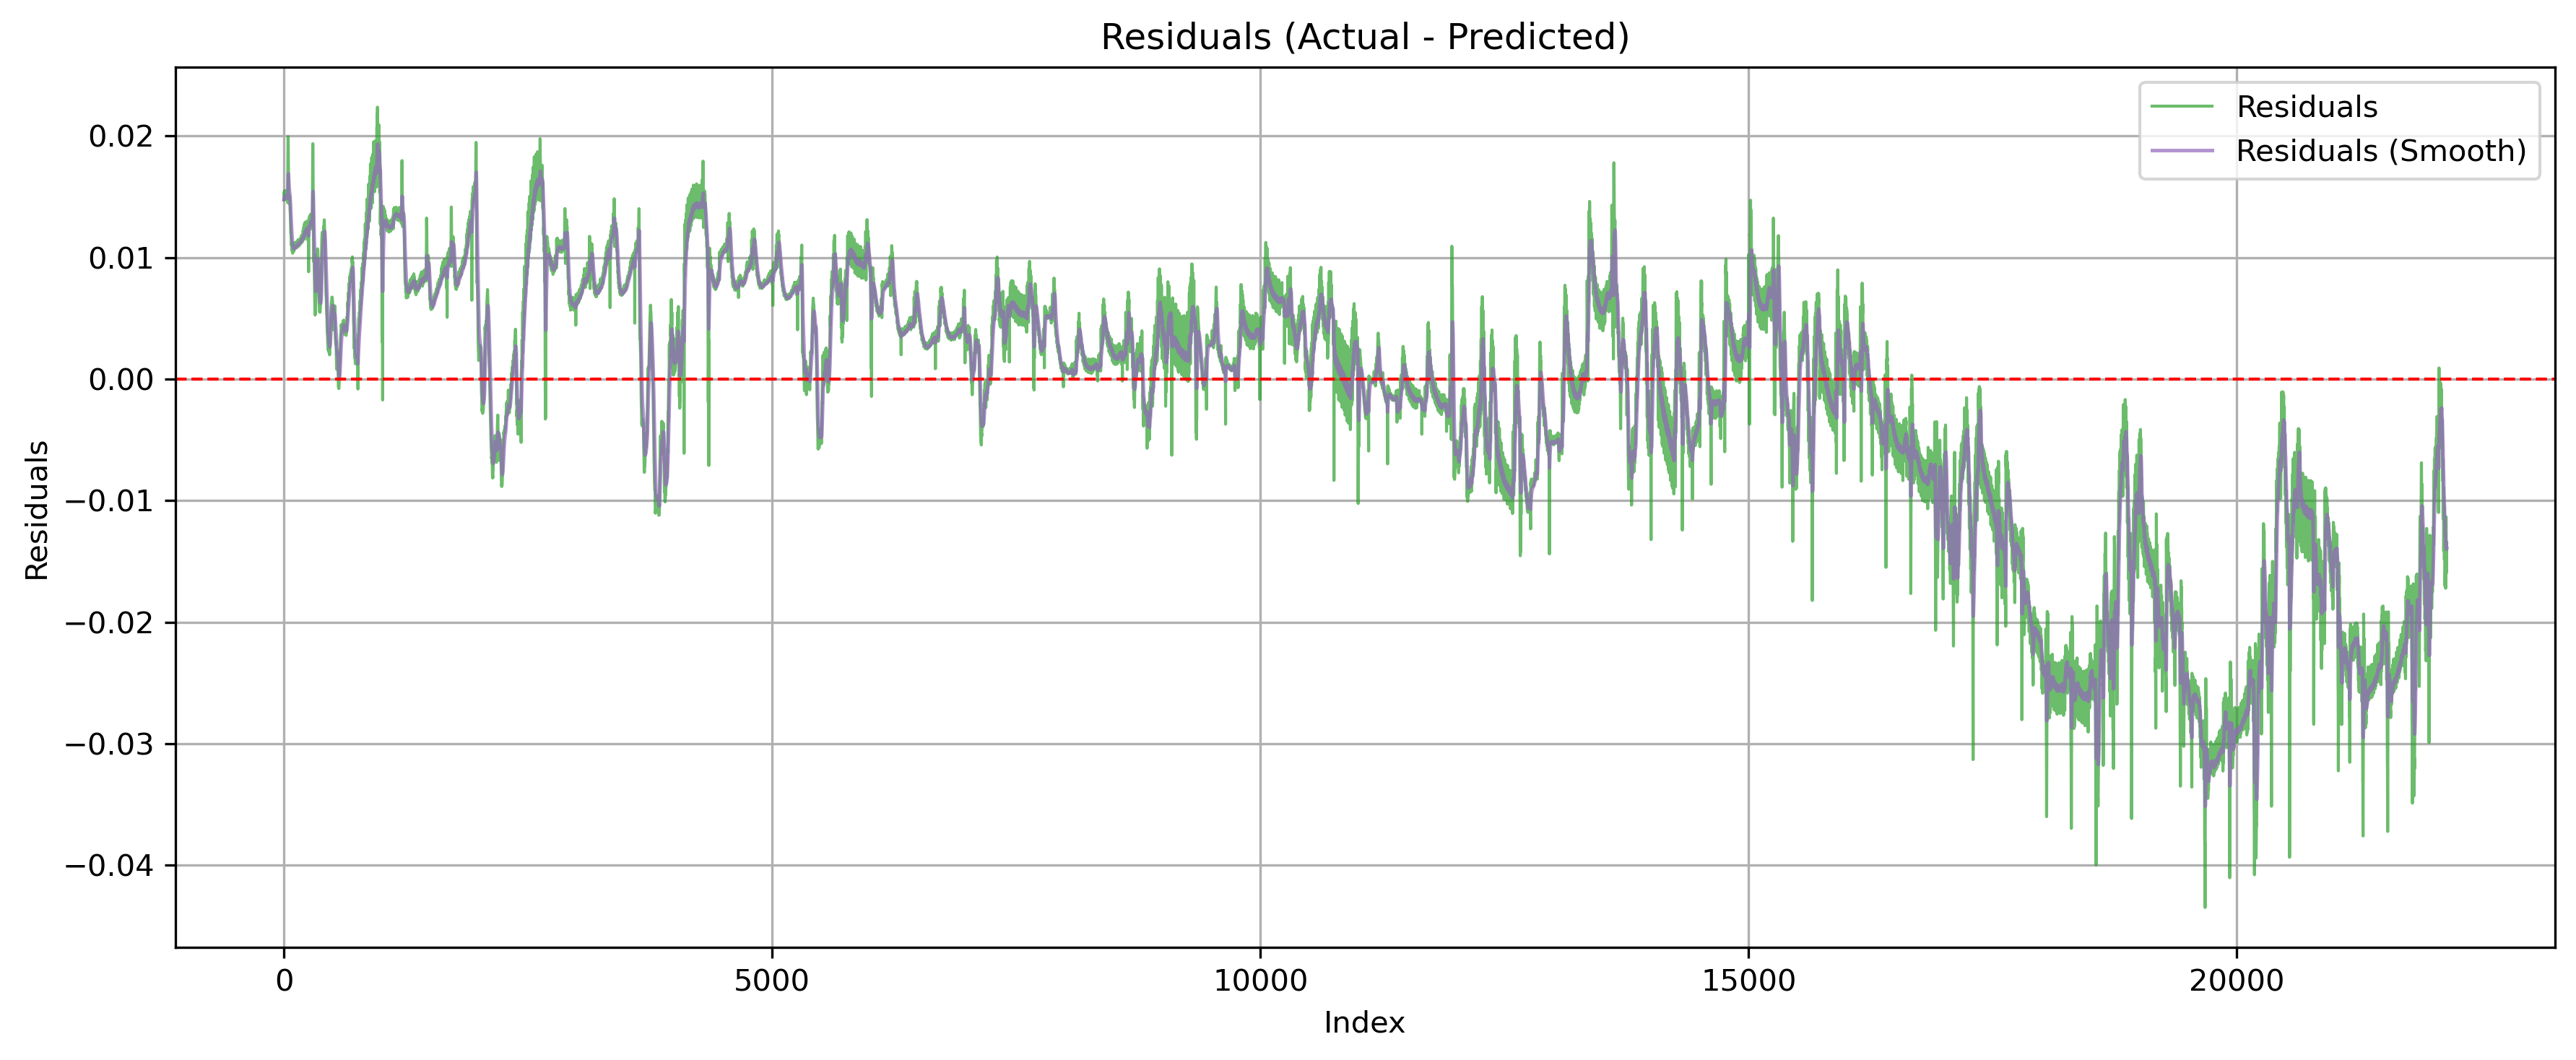 Residuals (Actual - Predicted)
Residuals
Residuals (Smooth)
0.02
0.01
0.00
−0.01
−0.02
−0.03
−0.04
Residuals
0 5000 10000 15000 20000
Index